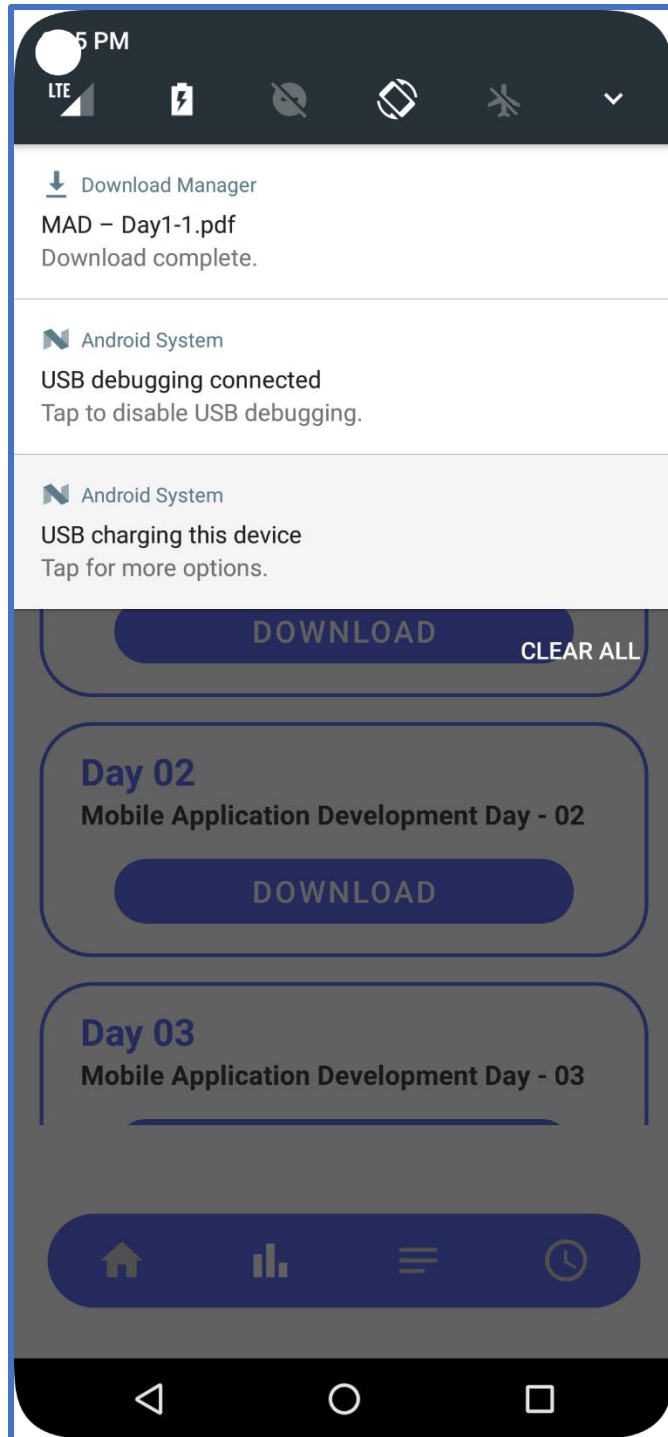 5 PM
LTE
Download Manager
MAD – Day1-1.pdf
Download complete.
Android System
USB debugging connected
Tap to disable USB debugging.
Android System
USB charging this device
Tap for more options.
DOWNLOAD
CLEAR ALL
Day 02
Mobile Application Development Day - 02
DOWNLOAD
Day 03
Mobile Application Development Day - 03